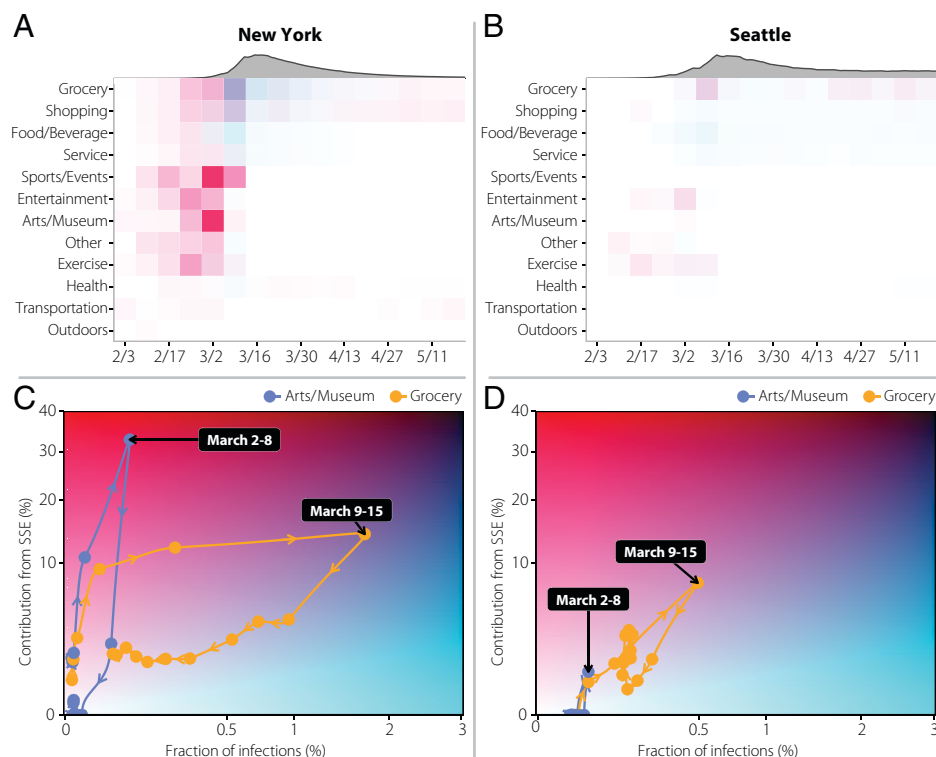 A
New York
Grocery
Shopping
Food/Beverage
Service
Sports/Events
Entertainment
Arts/Museum
Other
Exercise
Health
Transportation
Outdoors
2/3 2/17 3/2 3/16 3/30 4/13 4/27 5/11
B
Seattle
Grocery
Shopping
Food/Beverage
Service
Sports/Events
Entertainment
Arts/Museum
Other
Exercise
Health
Transportation
Outdoors
2/3 2/17 3/2 3/16 3/30 4/13 4/27 5/11
C
Arts/Museum Grocery
Contribution from SSE (%)
40
30
20
10
0
March 2-8
March 9-15
0 0.5 1 2 3
Fraction of infections (%)
D
Arts/Museum Grocery
Contribution from SSE (%)
40
30
20
10
0
March 9-15
March 2-8
0 0.5 1 2 3
Fraction of infections (%)